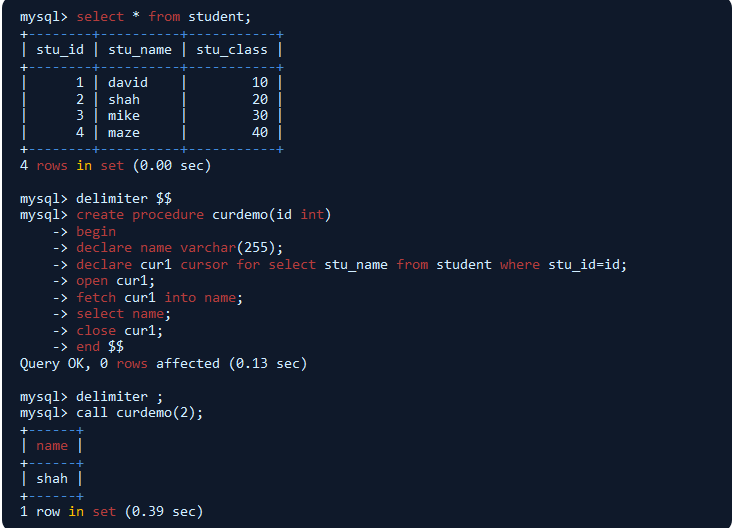 mysql> select * from student;
+--------+----------+-----------+
| stu_id | stu_name | stu_class |
+--------+----------+-----------+
|      1 | david    |        10 |
|      2 | shah     |        20 |
|      3 | mike     |        30 |
|      4 | maze     |        40 |
+--------+----------+-----------+
4 rows in set (0.00 sec)
mysql> delimiter $$
mysql> create procedure curdemo(id int)
    -> begin
    -> declare name varchar(255);
    -> declare cur1 cursor for select stu_name from student where stu_id=id;
    -> open cur1;
    -> fetch cur1 into name;
    -> select name;
    -> close cur1;
    -> end $$
Query OK, 0 rows affected (0.13 sec)
mysql> delimiter ;
mysql> call curdemo(2);
+------+
| name |
+------+
| shah |
+------+
1 row in set (0.39 sec)